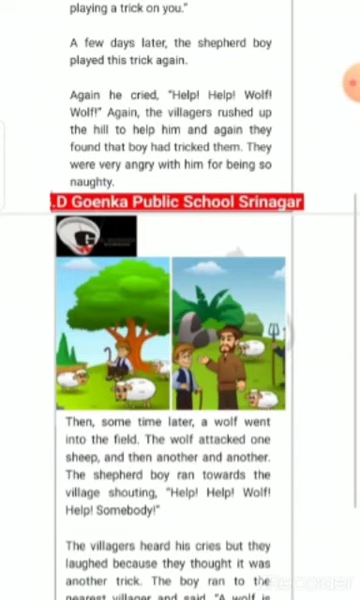 playing a trick on you."
A few days later, the shepherd boy
played this trick again.
Again he cried, "Help! Help! Wolf!
Wolf!" Again, the villagers rushed up
the hill to help him and again they
found that boy had tricked them. They
were very angry with him for being so
naughty.
.D Goenka Public School Srinagar
Then, some time later, a wolf went
into the field. The wolf attacked one
sheep, and then another and another.
The shepherd boy ran towards the
village shouting, "Help! Help! Wolf!
Help! Somebody!"
The villagers heard his cries but they
laughed because they thought it was
another trick. The boy ran to the
nearest villager and said, "A wolf is